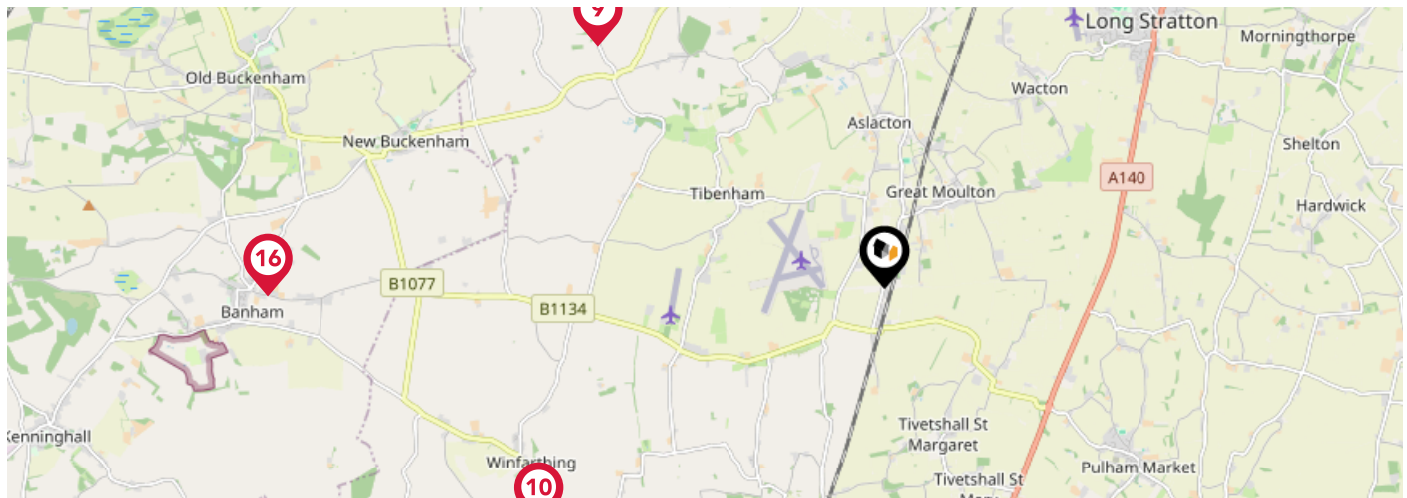 9
Long Stratton
Morningthorpe
Old Buckenham
Wacton
Aslacton
New Buckenham
Shelton
A140
Tibenham
Great Moulton
Hardwick
16
B1077
B1134
Banham
Tivetshall St
Margaret
Kenninghall
Winfarthing
Pulham Market
10
Tivetshall St
Mary